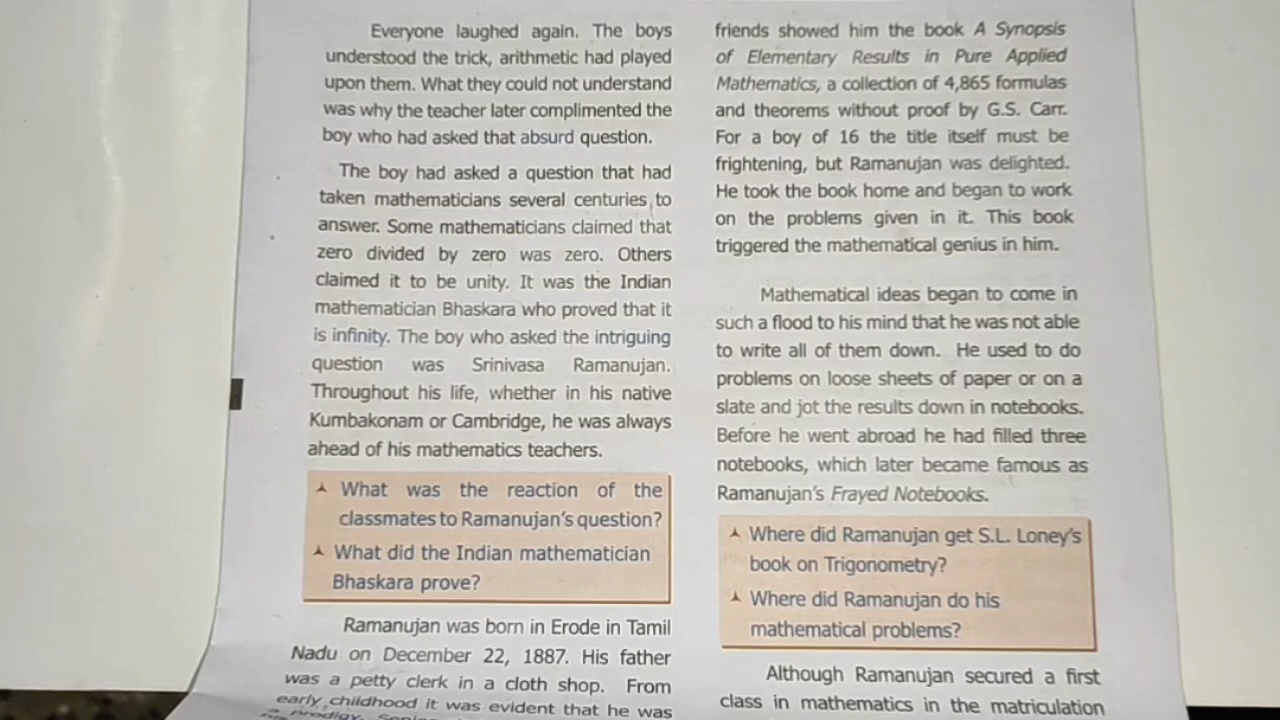 Everyone laughed again. The boys
understood the trick, arithmetic had played
upon them. What they could not understand
was why the teacher later complimented the
boy who had asked that absurd question.
The boy had asked a question that had
taken mathematicians several centuries to
answer. Some mathematicians claimed that
zero divided by zero was zero. Others
claimed it to be unity. It was the Indian
mathematician Bhaskara who proved that it
is infinity. The boy who asked the intriguing
question was Srinivasa Ramanujan.
Throughout his life, whether in his native
Kumbakonam or Cambridge, he was always
ahead of his mathematics teachers.
What was the reaction of the
classmates to Ramanujan's question?
What did the Indian mathematician
Bhaskara prove?
Ramanujan was born in Erode in Tamil
Nadu on December 22, 1887. His father
was a petty clerk in a cloth shop. From
early childhood it was evident that he was
prodigy.
friends showed him the book A Synopsis
of Elementary Results in Pure Applied
Mathematics, a collection of 4,865 formulas
and theorems without proof by G.S. Carr.
For a boy of 16 the title itself must be
frightening, but Ramanujan was delighted.
He took the book home and began to work
on the problems given in it. This book
triggered the mathematical genius in him.
Mathematical ideas began to come in
such a flood to his mind that he was not able
to write all of them down. He used to do
problems on loose sheets of paper or on a
slate and jot the results down in notebooks.
Before he went abroad he had filled three
notebooks, which later became famous as
Ramanujan's Frayed Notebooks.
Where did Ramanujan get S.L. Loney's
book on Trigonometry?
Where did Ramanujan do his
mathematical problems?
Although Ramanujan secured a first
class in mathematics in the matriculation